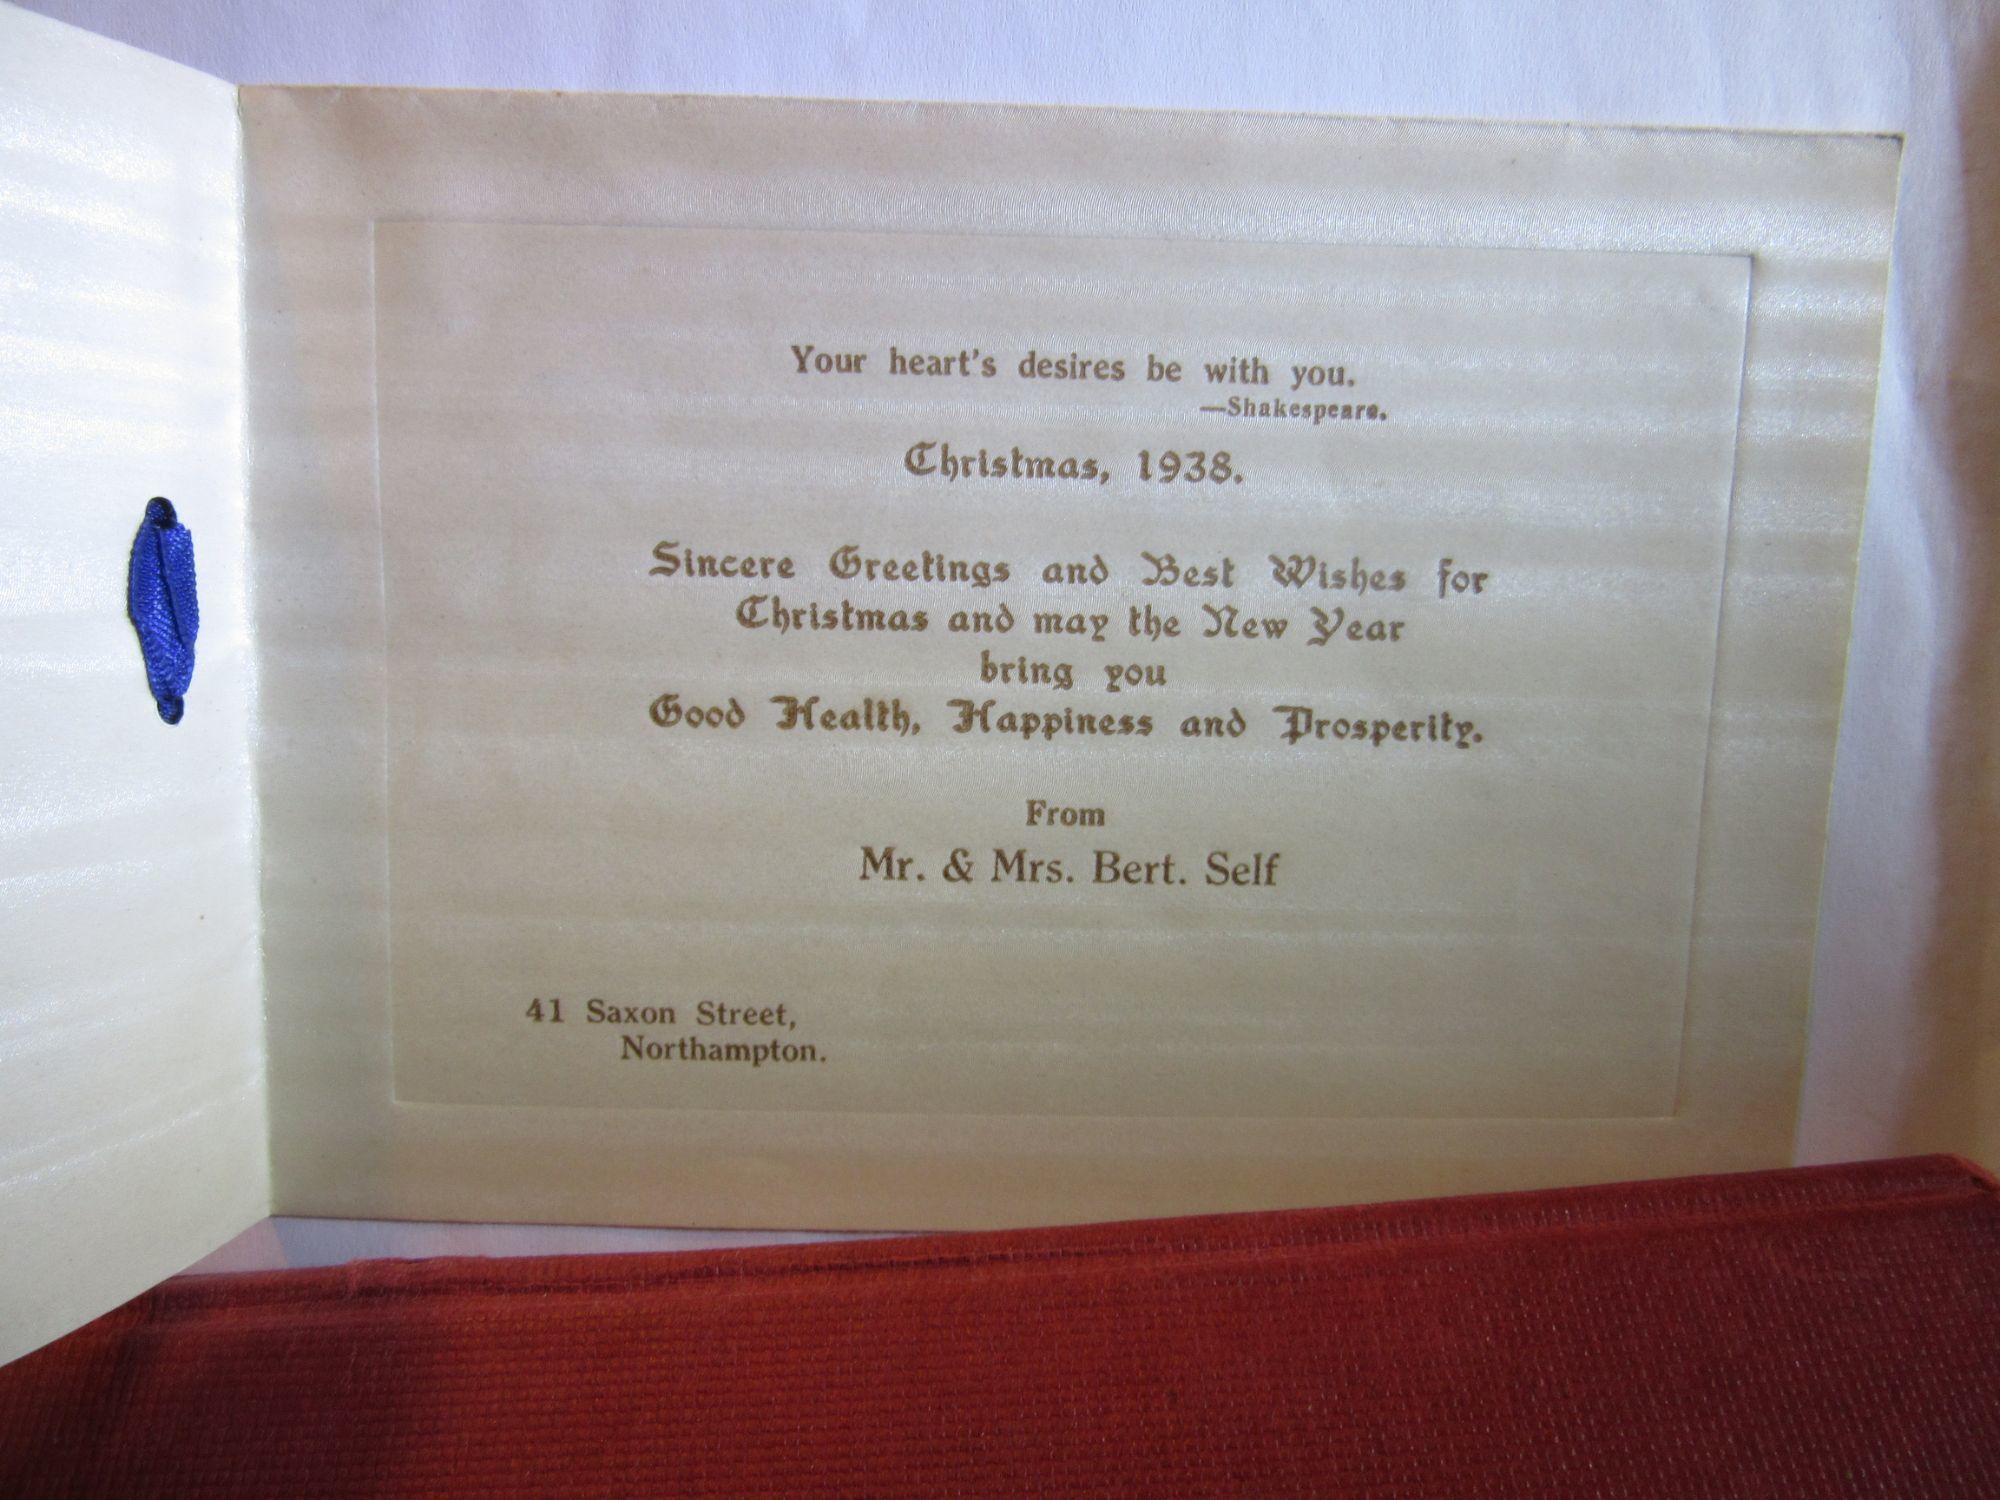 Your heart's desires be with you.
—Shakespeare.
Christmas, 1938.
Sincere Greetings and Best Wishes for
Christmas and may the New Year
bring you
Good Health, Happiness and Prosperity.
From
Mr. & Mrs. Bert. Self
41 Saxon Street,
Northampton.